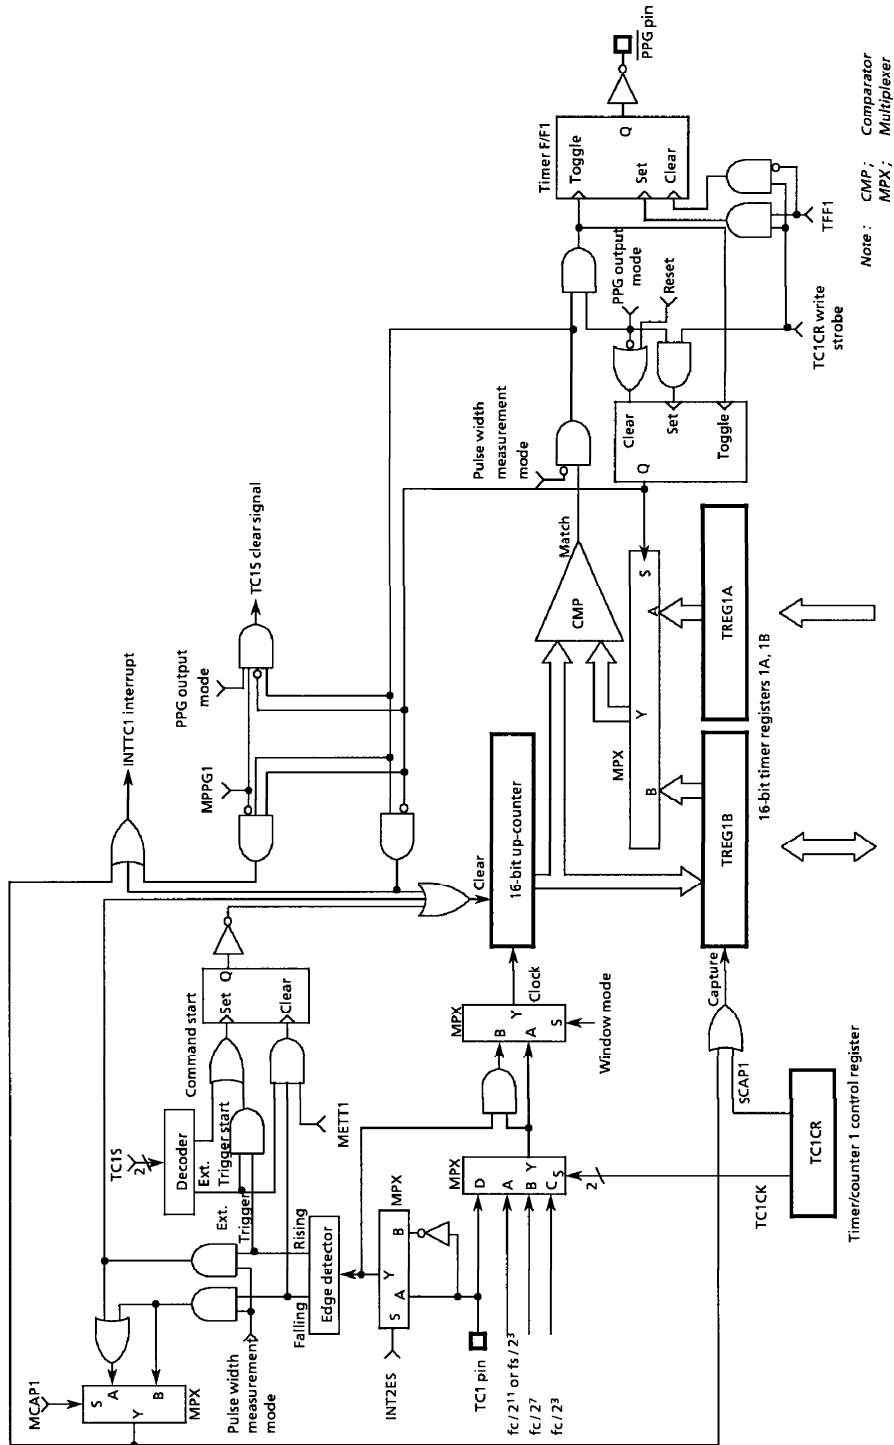 MCAP1
S
A
B
Y
MPX
Pulse width
measurement
mode
TC1S
2
Decoder
Command start
Ext.
Trigger start
Ext.
Trigger
Set
Q
Clear
METT1
Falling
Rising
Edge detector
INT2ES
S
Y
A
B
MPX
TC1 pin
fc / 2¹¹ or fs / 2³
fc / 2⁷
fc / 2³
MPX
D
A
B
Y
C
S
2
TC1CK
MPX
B
Y
A
S
Window mode
Clock
Clear
16-bit up-counter
INTTC1 interrupt
MPPG1
PPG output
mode
TC1S clear signal
CMP
Match
Pulse width
measurement
mode
MPX
B
Y
A
S
TREG1B
TREG1A
16-bit timer registers 1A, 1B
Capture
SCAP1
TC1CR
Timer/counter 1 control register
Q
Clear
Set
Toggle
PPG output
mode
Reset
TC1CR write
strobe
Timer F/F1
Toggle
Set
Clear
Q
PPG pin
TFF1
Note : CMP ; Comparator
MPX ; Multiplexer